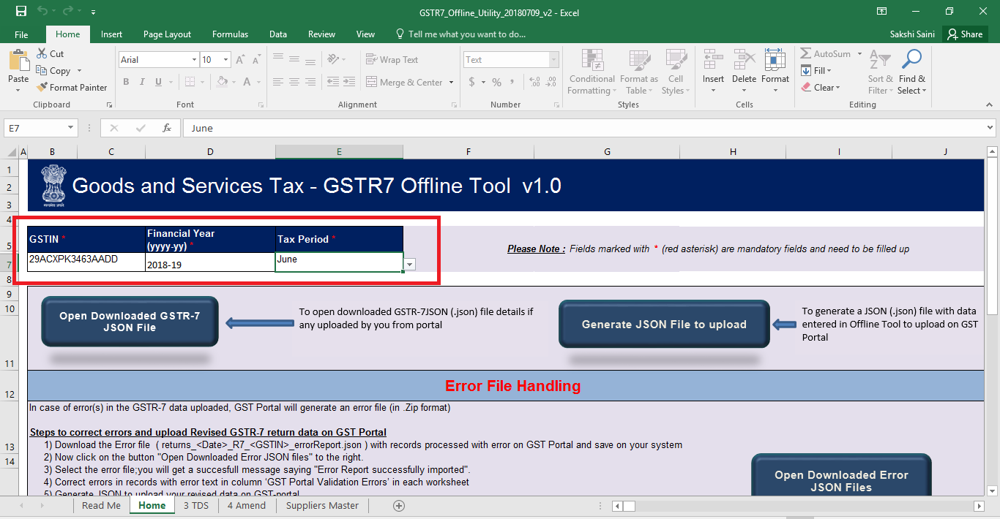 GSTR7_Offline_Utility_20180709_v2 - Excel
File Home Insert Page Layout Formulas Data Review View Tell me what you want to do... Sakshi Saini Share
Paste
Cut
Copy
Format Painter
Clipboard
Arial 10
B I U
Font
Wrap Text
Merge & Center
Alignment
Text
$ % ,
Number
Conditional Formatting
Format as Table
Cell Styles
Styles
Insert Delete Format
Cells
AutoSum
Fill
Clear
Sort & Filter
Find & Select
Editing
E7 fx June
A B C D E F G H I J
1
2
3
4
5
7
8
9
10
11
12
13
14
सत्यमेव जयते
Goods and Services Tax - GSTR7 Offline Tool v1.0
GSTIN * Financial Year (yyyy-yy) * Tax Period *
29ACXPK3463AADD 2018-19 June
Please Note : Fields marked with * (red asterisk) are mandatory fields and need to be filled up
Open Downloaded GSTR-7
JSON File
To open downloaded GSTR-7JSON (.json) file details if
any uploaded by you from portal
Generate JSON File to upload
To generate a JSON (.json) file with data
entered in Offline Tool to upload on GST
Portal
Error File Handling
In case of error(s) in the GSTR-7 data uploaded, GST Portal will generate an error file (in .Zip format)
Steps to correct errors and upload Revised GSTR-7 return data on GST Portal
1) Download the Error file ( returns_<Date>_R7_<GSTIN>_errorReport.json ) with records processed with error on GST Portal and save on your system
2) Now click on the button "Open Downloaded Error JSON files" to the right.
3) Select the error file;you will get a succesfull message saying "Error Report successfully imported".
4) Correct errors in records with error text in column ‘GST Portal Validation Errors’ in each worksheet
5) Generate JSON to upload your revised data on GST-portal
Open Downloaded Error
JSON Files
Read Me Home 3 TDS 4 Amend Suppliers Master